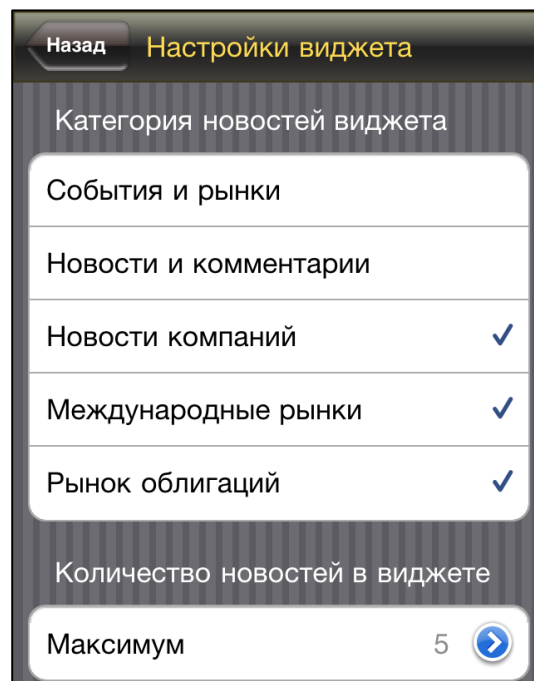 Назад Настройки виджета
Категория новостей виджета
События и рынки
Новости и комментарии
Новости компаний
Международные рынки
Рынок облигаций
Количество новостей в виджете
Максимум 5